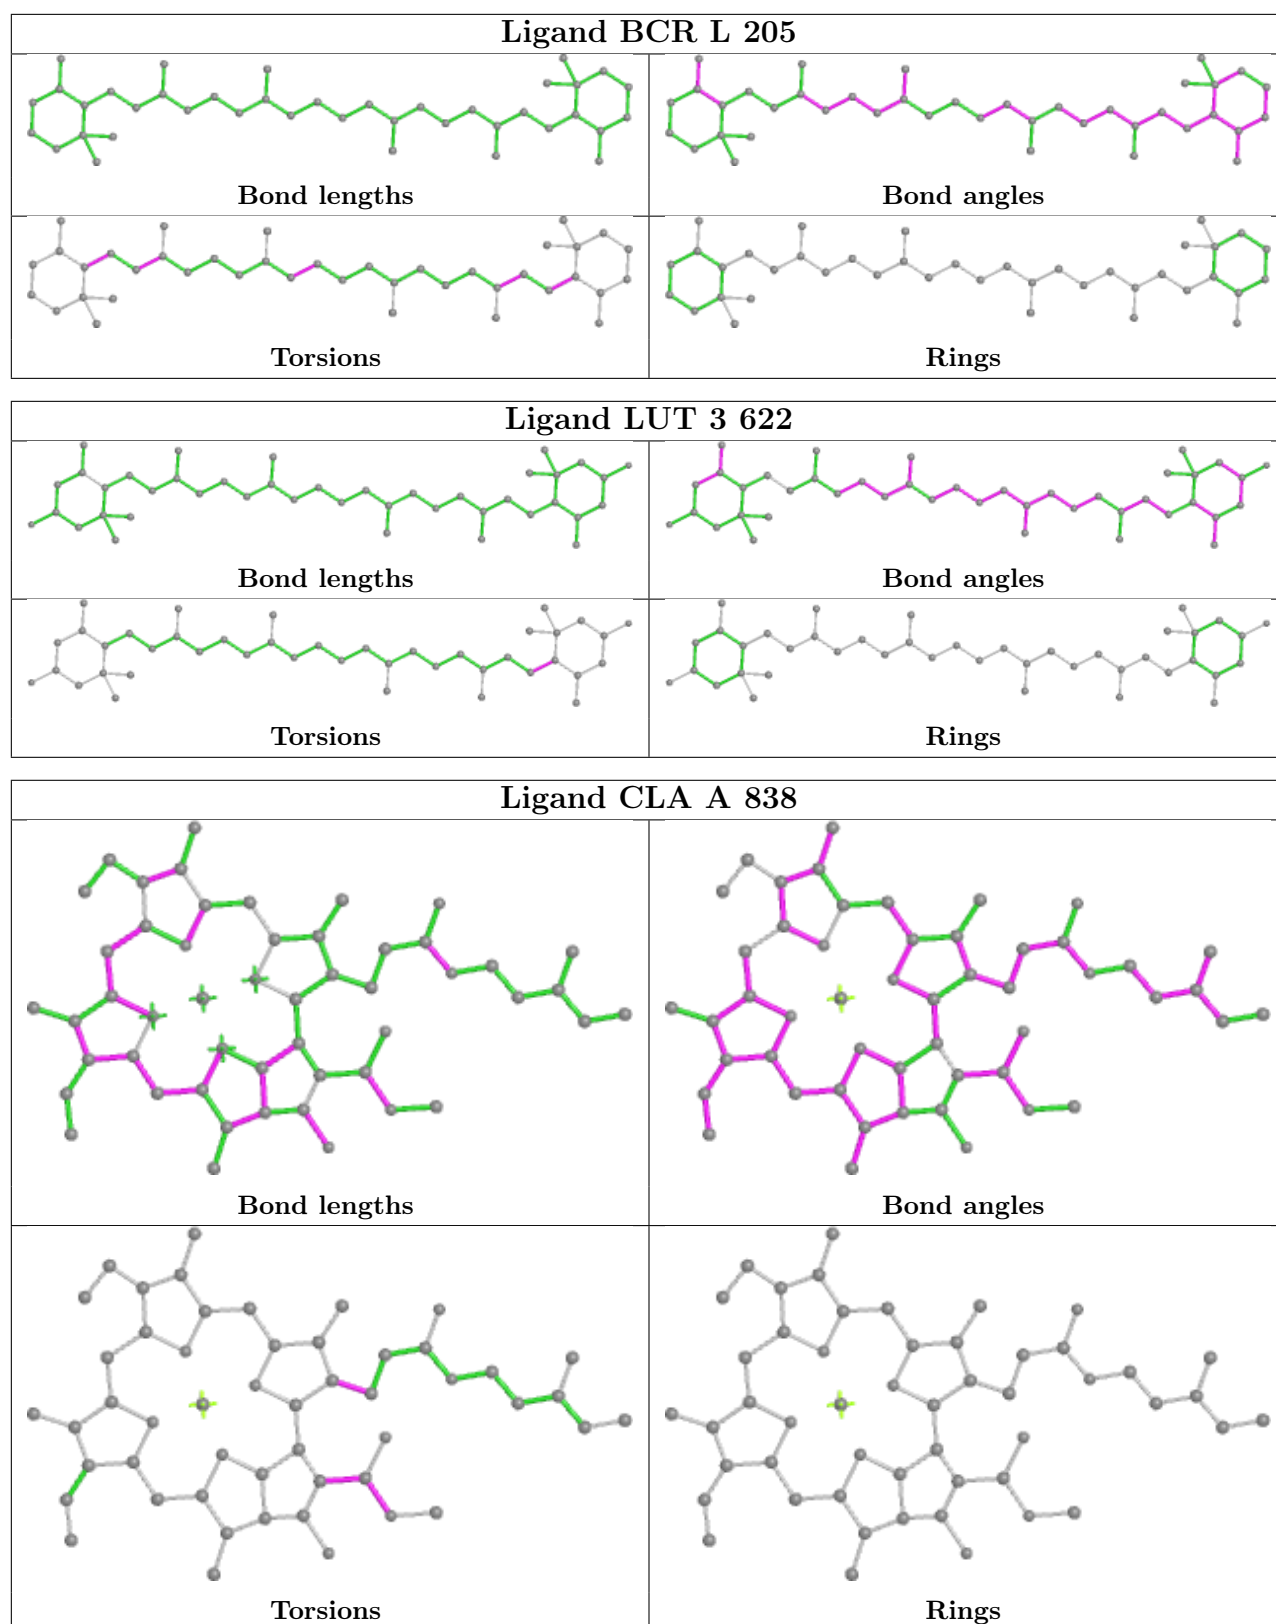 Ligand BCR L 205
Bond lengths
Bond angles
Torsions
Rings
Ligand LUT 3 622
Bond lengths
Bond angles
Torsions
Rings
Ligand CLA A 838
Bond lengths
Bond angles
Torsions
Rings